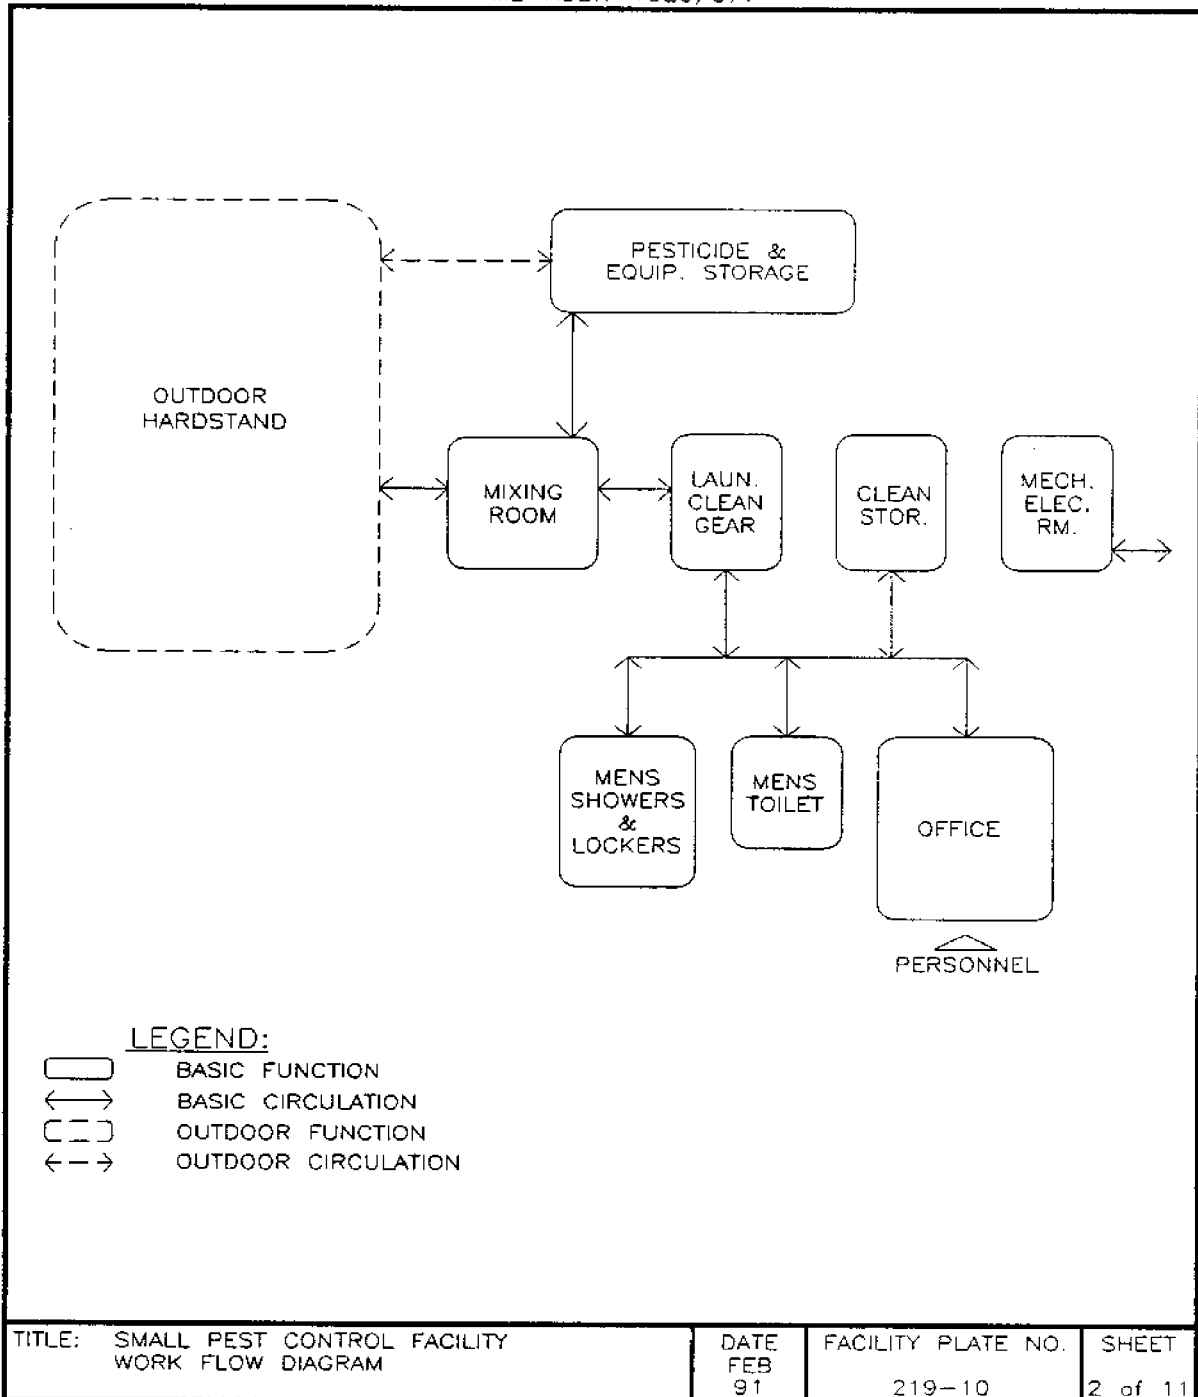 PESTICIDE &
EQUIP. STORAGE
OUTDOOR
HARDSTAND
MIXING
ROOM
LAUN.
CLEAN
GEAR
CLEAN
STOR.
MECH.
ELEC.
RM.
MENS
SHOWERS
&
LOCKERS
MENS
TOILET
OFFICE
PERSONNEL
LEGEND:
BASIC FUNCTION
BASIC CIRCULATION
OUTDOOR FUNCTION
OUTDOOR CIRCULATION
TITLE: SMALL PEST CONTROL FACILITY
WORK FLOW DIAGRAM
DATE
FEB
91
FACILITY PLATE NO.
219-10
SHEET
2 of 11